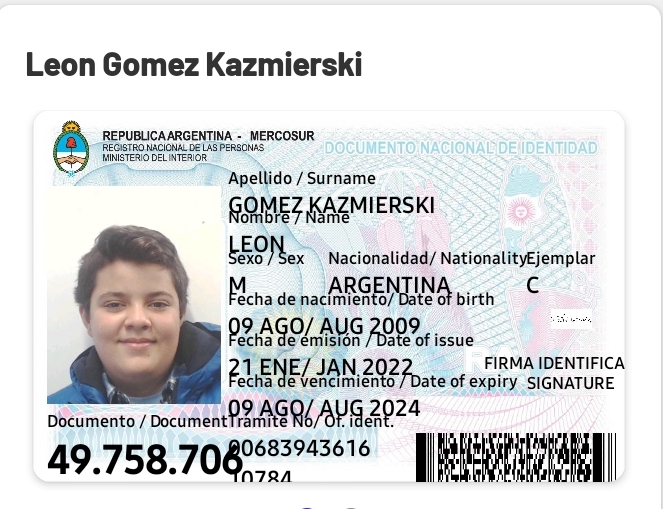 Leon Gomez Kazmierski
REPUBLICA ARGENTINA - MERCOSUR
REGISTRO NACIONAL DE LAS PERSONAS
MINISTERIO DEL INTERIOR
DOCUMENTO NACIONAL DE IDENTIDAD
Apellido / Surname
GOMEZ KAZMIERSKI
Nombre / Name
LEON
Sexo / Sex Nacionalidad/ Nationality Ejemplar
M ARGENTINA C
Fecha de nacimiento/ Date of birth
09 AGO/ AUG 2009
Fecha de emisión / Date of issue
21 ENE/ JAN 2022
FIRMA IDENTIFICA
Fecha de vencimiento / Date of expiry
SIGNATURE
09 AGO/ AUG 2024
Documento / Document Tramite No/ Of. ident.
49.758.706
00683943616
10784